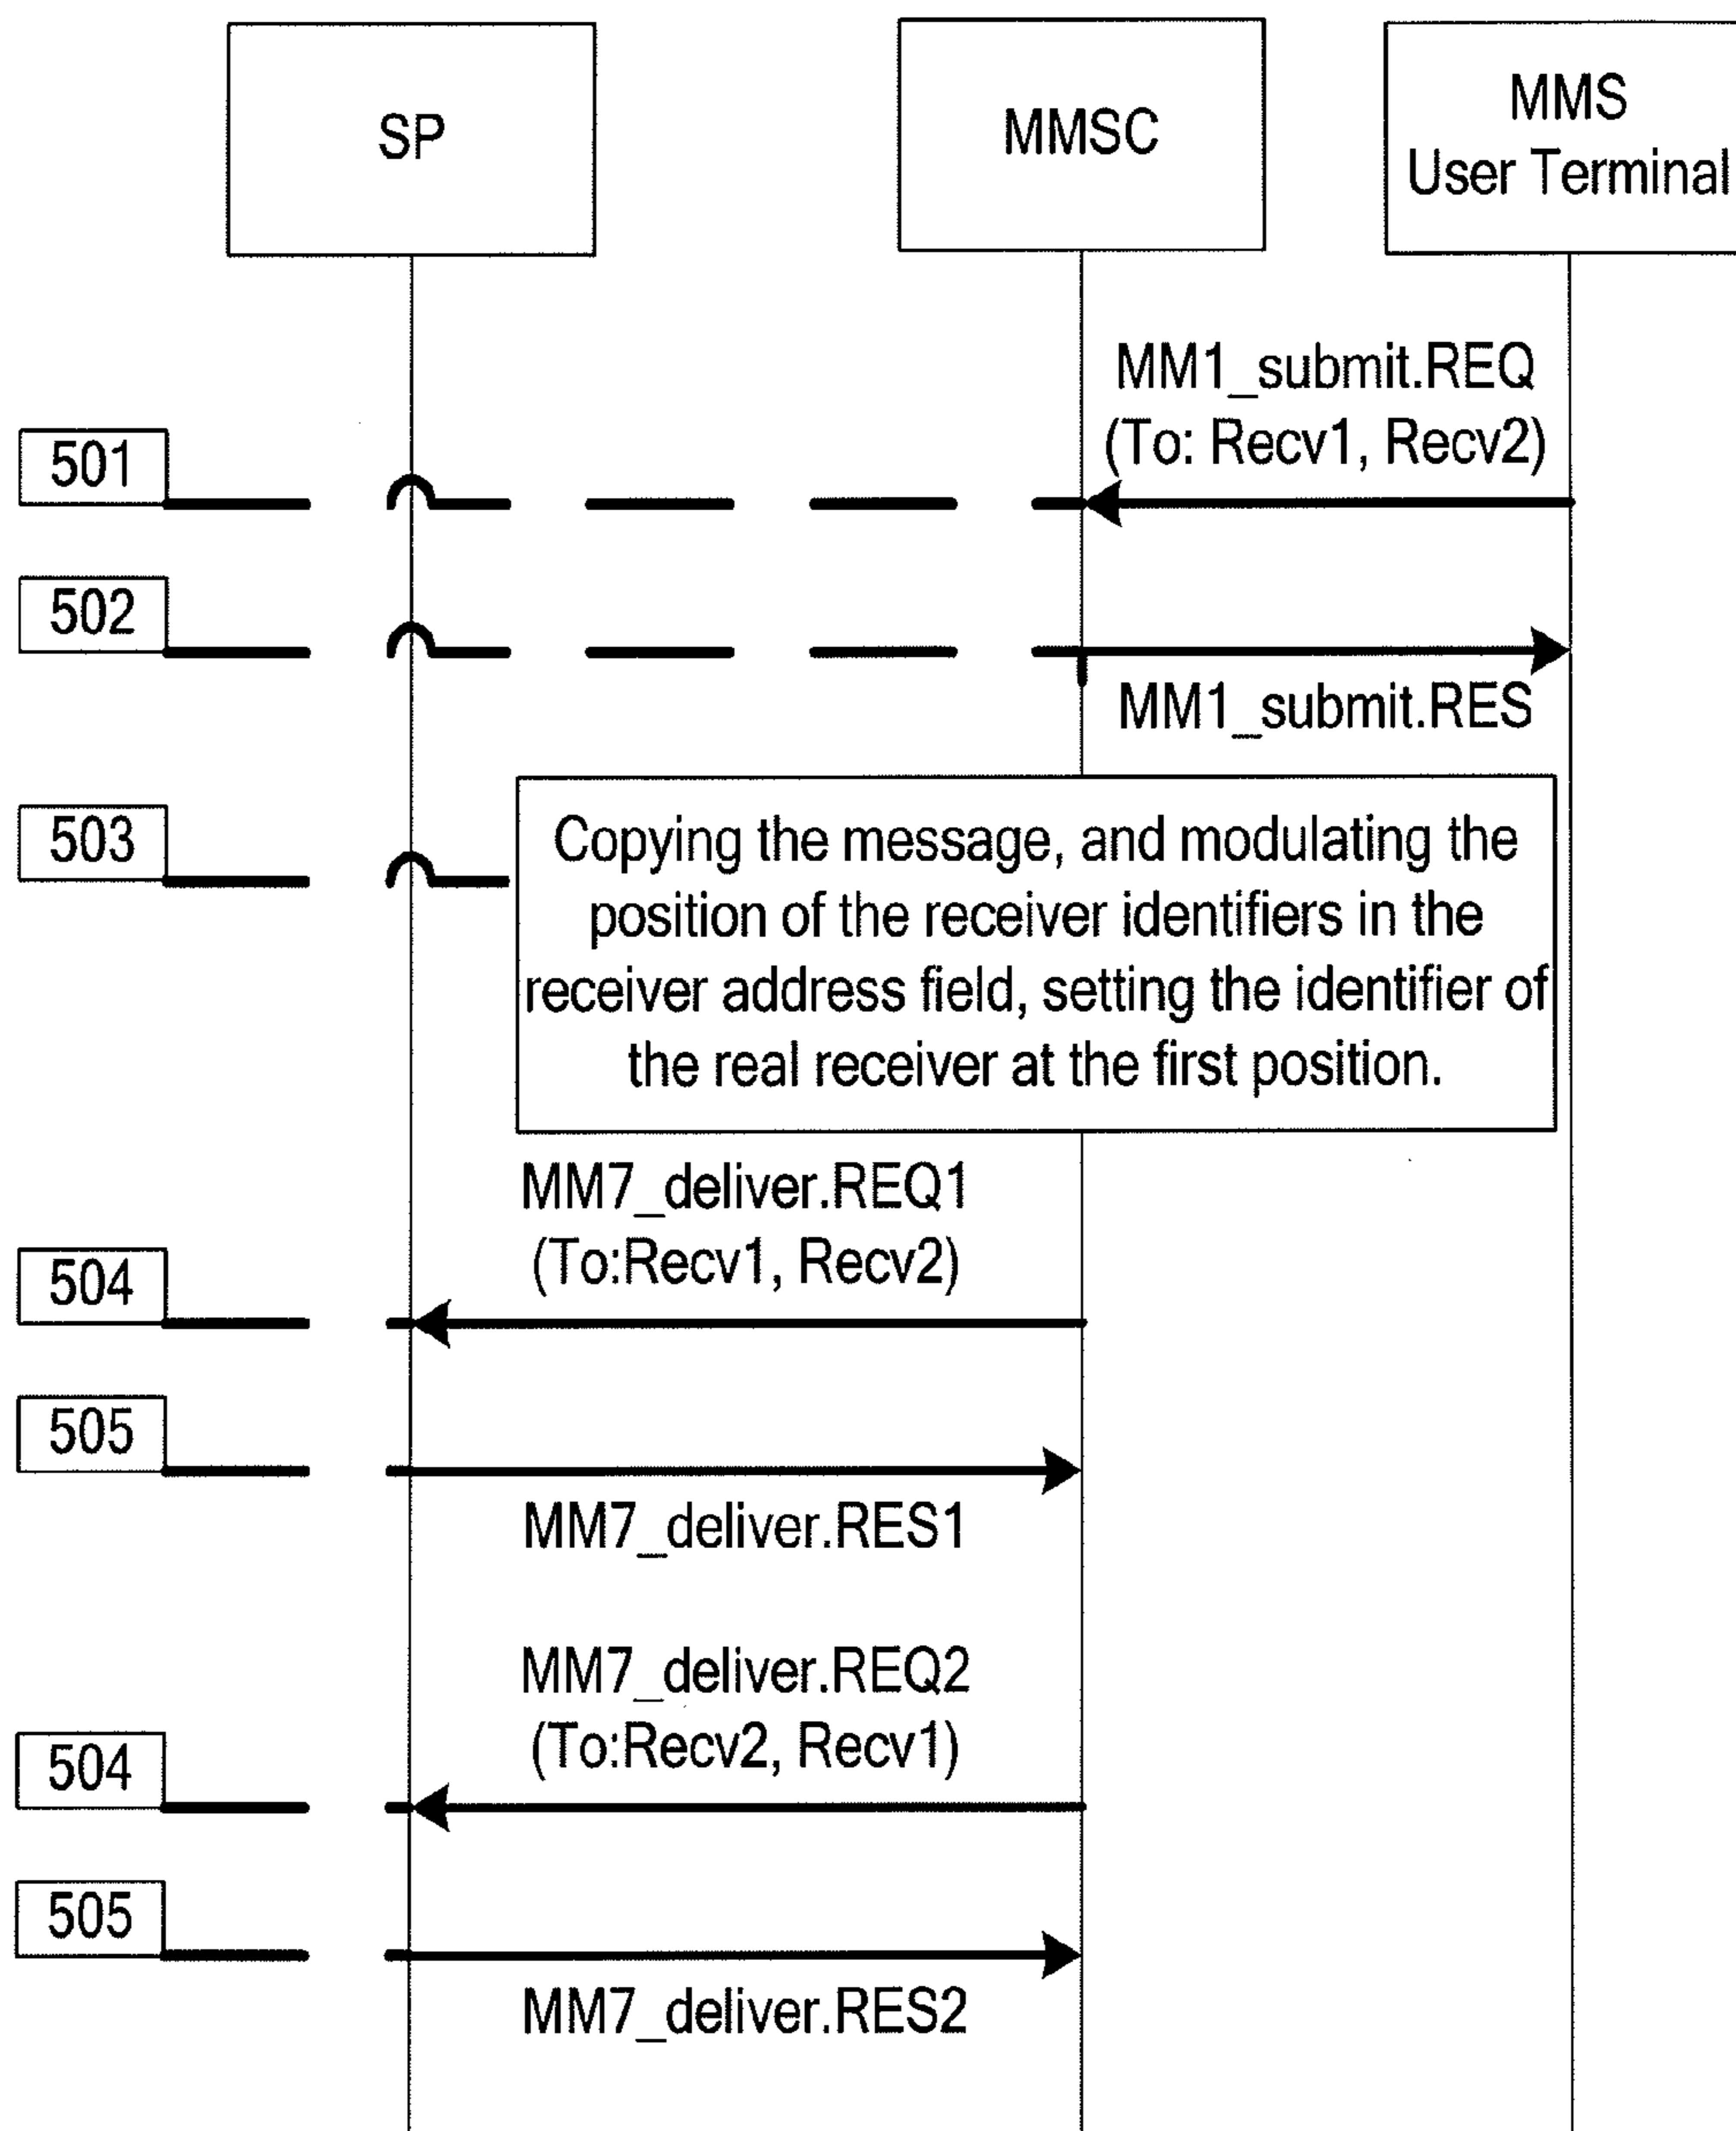 SP
MMSC
MMS
User Terminal
MM1_submit.REQ
(To: Recv1, Recv2)
501
502
MM1_submit.RES
503
Copying the message, and modulating the
position of the receiver identifiers in the
receiver address field, setting the identifier of
the real receiver at the first position.
MM7_deliver.REQ1
(To:Recv1, Recv2)
504
505
MM7_deliver.RES1
MM7_deliver.REQ2
(To:Recv2, Recv1)
504
505
MM7_deliver.RES2